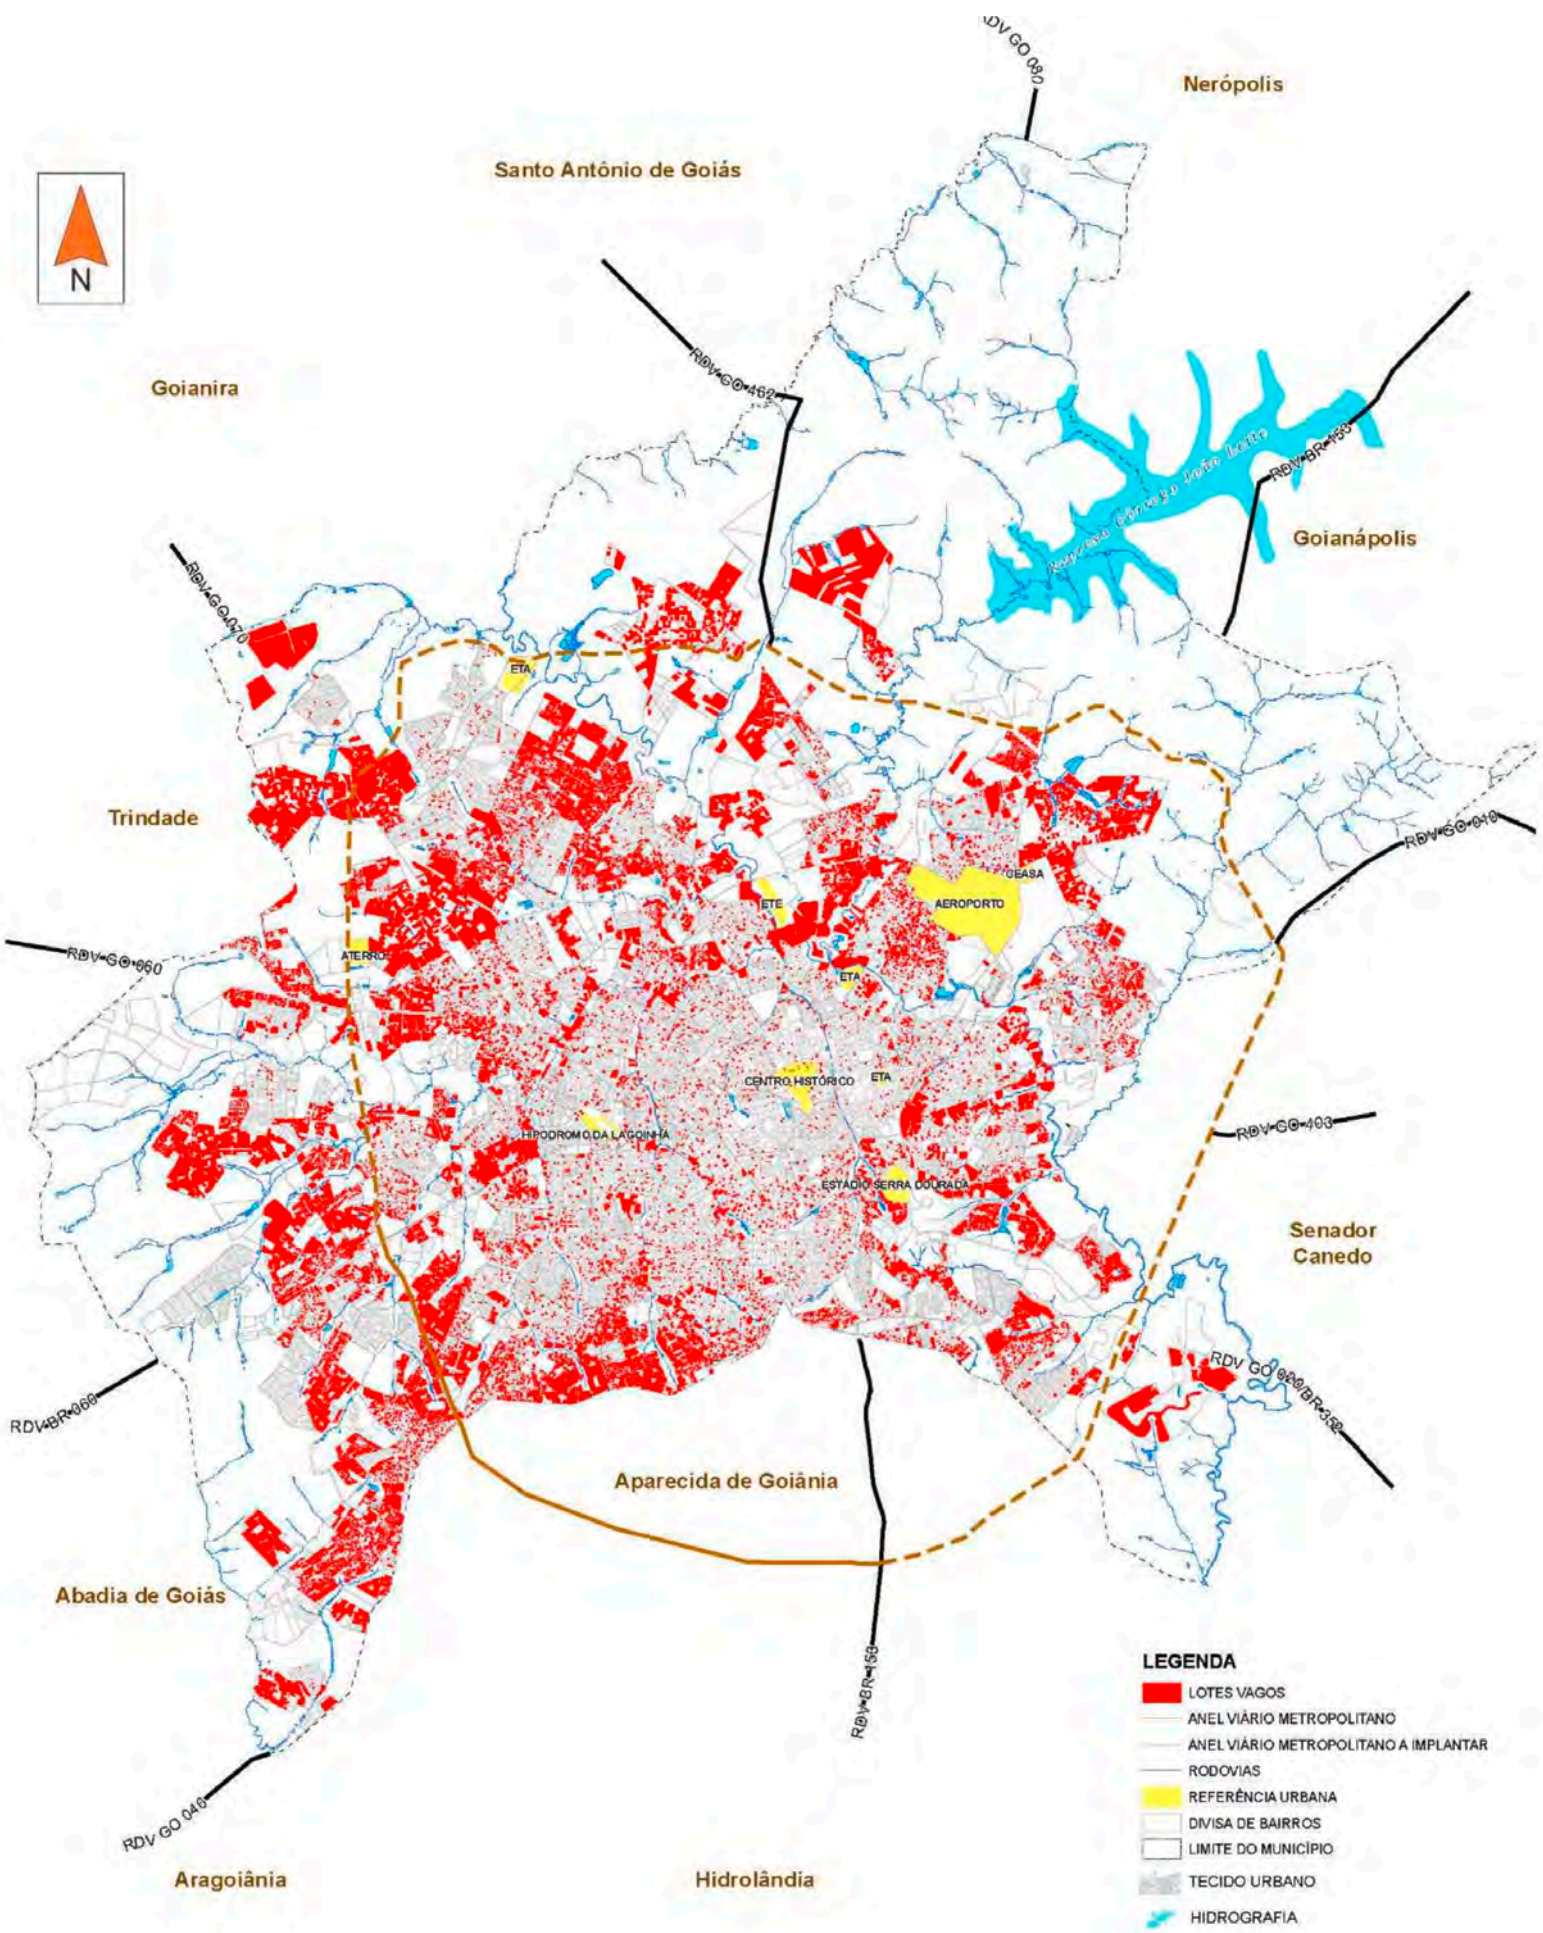 RDV GO 080
Nerópolis
Santo Antônio de Goiás
N
RDV-GO-462
Goianira
Represa Córrego João Leite
RDV-BR-153
Goianápolis
RDV-GO-070
ETA
Trindade
RDV-GO-010
CEASA
AEROPORTO
ETE
ATERRO
RDV-GO-060
ETA
CENTRO HISTÓRICO
ETA
HIPODROMO DA LAGOINHA
RDV-GO-403
ESTÁDIO SERRA DOURADA
Senador
Canedo
RDV GO 020/BR-352
RDV-BR-060
Aparecida de Goiânia
Abadia de Goiás
RDV-BR-153
RDV GO 040
Aragoiânia
Hidrolândia
LEGENDA
LOTES VAGOS
ANEL VIÁRIO METROPOLITANO
ANEL VIÁRIO METROPOLITANO A IMPLANTAR
RODOVIAS
REFERÊNCIA URBANA
DIVISA DE BAIRROS
LIMITE DO MUNICÍPIO
TECIDO URBANO
HIDROGRAFIA